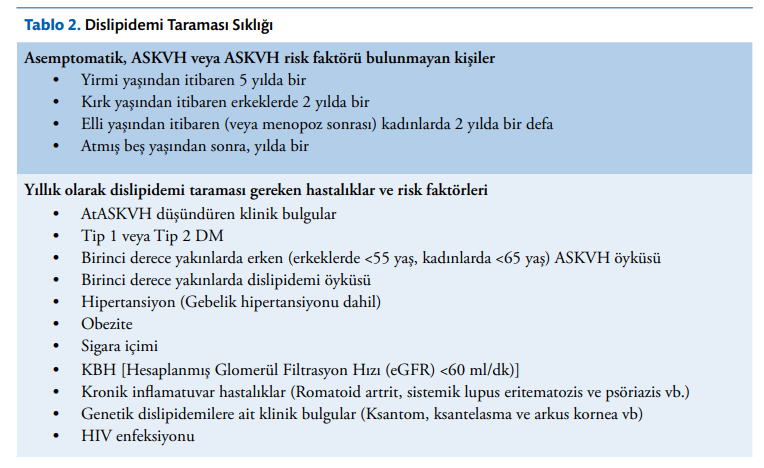 Tablo 2. Dislipidemi Taraması Sıklığı
Asemptomatik, ASKVH veya ASKVH risk faktörü bulunmayan kişiler
• Yirmi yaşından itibaren 5 yılda bir
• Kırk yaşından itibaren erkeklerde 2 yılda bir
• Elli yaşından itibaren (veya menopoz sonrası) kadınlarda 2 yılda bir defa
• Atmış beş yaşından sonra, yılda bir
Yıllık olarak dislipidemi taraması gereken hastalıklar ve risk faktörleri
• AtASKVH düşündüren klinik bulgular
• Tip 1 veya Tip 2 DM
• Birinci derece yakınlarda erken (erkeklerde <55 yaş, kadınlarda <65 yaş) ASKVH öyküsü
• Birinci derece yakınlarda dislipidemi öyküsü
• Hipertansiyon (Gebelik hipertansiyonu dahil)
• Obezite
• Sigara içimi
• KBH [Hesaplanmış Glomerül Filtrasyon Hızı (eGFR) <60 ml/dk)]
• Kronik inflamatuvar hastalıklar (Romatoid artrit, sistemik lupus eritematozis ve psöriazis vb.)
• Genetik dislipidemilere ait klinik bulgular (Ksantom, ksantelasma ve arkus kornea vb)
• HIV enfeksiyonu